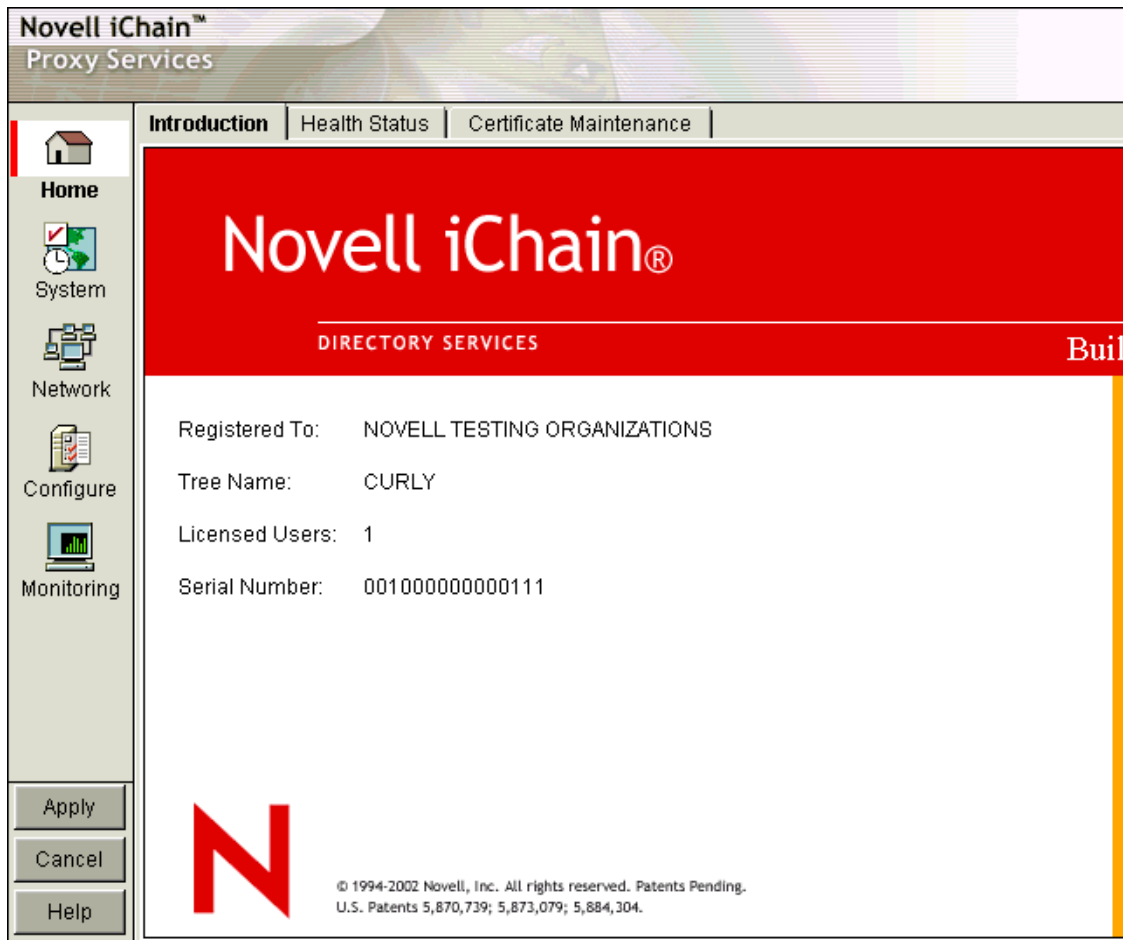 Novell iChain™
Proxy Services
Introduction Health Status Certificate Maintenance
Home
System
Network
Configure
Monitoring
Novell iChain®
DIRECTORY SERVICES
Buil
Registered To: NOVELL TESTING ORGANIZATIONS
Tree Name: CURLY
Licensed Users: 1
Serial Number: 001000000000111
Apply
Cancel
Help
N
© 1994-2002 Novell, Inc. All rights reserved. Patents Pending.
U.S. Patents 5,870,739; 5,873,079; 5,884,304.